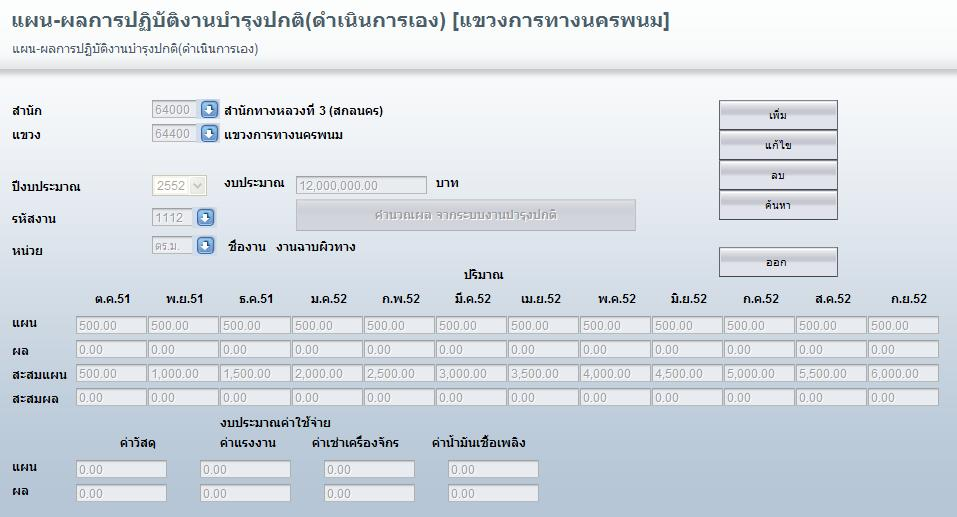 แผน-ผลการปฏิบัติงานบำรุงปกติ(ดำเนินการเอง) [แขวงการทางนครพนม]
แผน-ผลการปฏิบัติงานบำรุงปกติ(ดำเนินการเอง)
สำนัก 64000 สำนักทางหลวงที่ 3 (สกลนคร) เพิ่ม
แขวง 64400 แขวงการทางนครพนม แก้ไข
ลบ
ปีงบประมาณ 2552 งบประมาณ 12,000,000.00 บาท
ค้นหา
รหัสงาน 1112 คำนวณผล จากระบบงานบำรุงปกติ
หน่วย ตร.ม. ชื่องาน งานฉาบผิวทาง
ออก
ปริมาณ
ต.ค.51 พ.ย.51 ธ.ค.51 ม.ค.52 ก.พ.52 มี.ค.52 เม.ย.52 พ.ค.52 มิ.ย.52 ก.ค.52 ส.ค.52 ก.ย.52
แผน 500.00 500.00 500.00 500.00 500.00 500.00 500.00 500.00 500.00 500.00 500.00 500.00
ผล 0.00 0.00 0.00 0.00 0.00 0.00 0.00 0.00 0.00 0.00 0.00 0.00
สะสมแผน 500.00 1,000.00 1,500.00 2,000.00 2,500.00 3,000.00 3,500.00 4,000.00 4,500.00 5,000.00 5,500.00 6,000.00
สะสมผล 0.00 0.00 0.00 0.00 0.00 0.00 0.00 0.00 0.00 0.00 0.00 0.00
งบประมาณค่าใช้จ่าย
ค่าวัสดุ ค่าแรงงาน ค่าเช่าเครื่องจักร ค่าน้ำมันเชื้อเพลิง
แผน 0.00 0.00 0.00 0.00
ผล 0.00 0.00 0.00 0.00